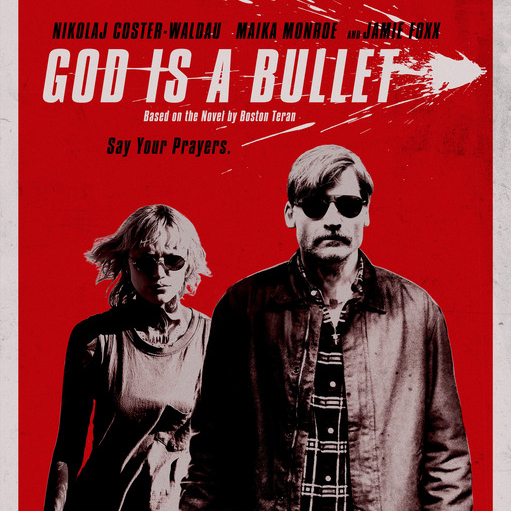 NIKOLAJ COSTER-WALDAU MAIKA MONROE AND JAMIE FOXX
GOD IS A BULLET
Based on the Novel by Boston Teran
Say Your Prayers.